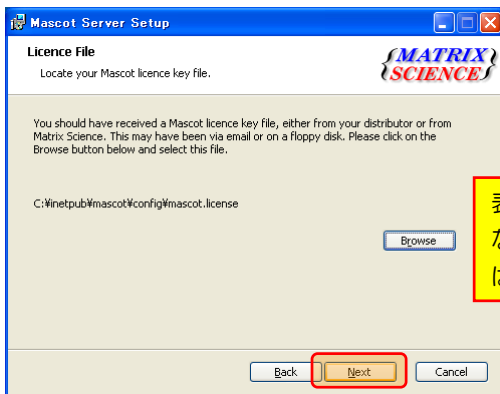 Mascot Server Setup
Licence File
Locate your Mascot licence key file.
{MATRIX
SCIENCE}
You should have received a Mascot licence key file, either from your distributor or from
Matrix Science. This may have been via email or on a floppy disk. Please click on the
Browse button below and select this file.
C:¥inetpub¥mascot¥config¥mascot.license
表
な
Browse
は
Back
Next
Cancel